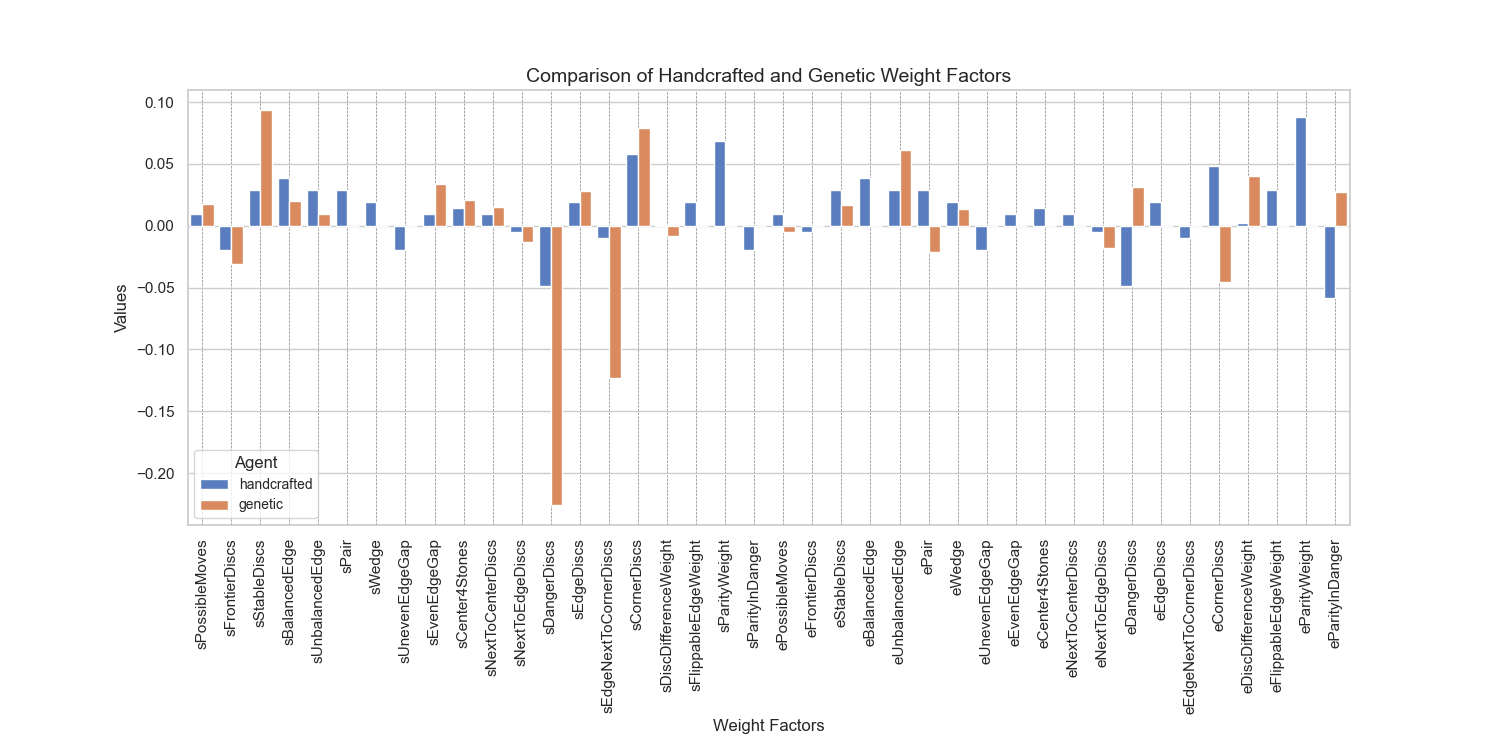 Comparison of Handcrafted and Genetic Weight Factors
0.10
0.05
0.00
−0.05
−0.10
−0.15
−0.20
Values
Agent
handcrafted
genetic
sPossibleMoves
sFrontierDiscs
sStableDiscs
sBalancedEdge
sUnbalancedEdge
sPair
sWedge
sUnevenEdgeGap
sEvenEdgeGap
sCenter4Stones
sNextToCenterDiscs
sNextToEdgeDiscs
sDangerDiscs
sEdgeDiscs
sEdgeNextToCornerDiscs
sCornerDiscs
sDiscDifferenceWeight
sFlippableEdgeWeight
sParityWeight
sParityInDanger
ePossibleMoves
eFrontierDiscs
eStableDiscs
eBalancedEdge
eUnbalancedEdge
ePair
eWedge
eUnevenEdgeGap
eEvenEdgeGap
eCenter4Stones
eNextToCenterDiscs
eNextToEdgeDiscs
eDangerDiscs
eEdgeDiscs
eEdgeNextToCornerDiscs
eCornerDiscs
eDiscDifferenceWeight
eFlippableEdgeWeight
eParityWeight
eParityInDanger
Weight Factors